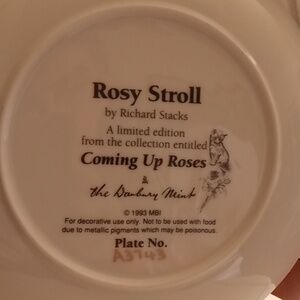 Rosy Stroll
by Richard Stacks
A limited edition
from the collection entitled
Coming Up Roses
&
The Danbury Mint
© 1993 MBI
For decorative use only. Not to be used with food
due to metallic pigments which may be poisonous.
Plate No.
A3743